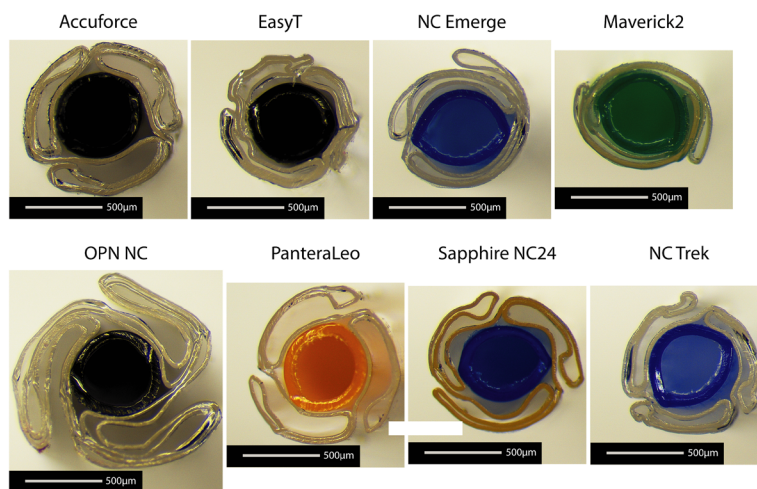 Accuforce EasyT NC Emerge Maverick2
500µm 500µm 500µm 500µm
OPN NC PanteraLeo Sapphire NC24 NC Trek
500µm 500µm 500µm 500µm